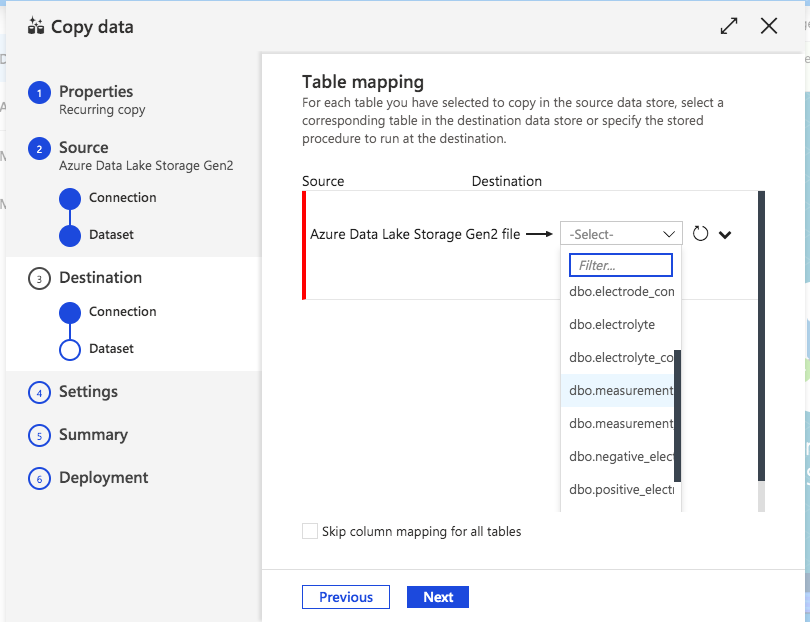 Copy data
1 Properties
Recurring copy
2 Source
Azure Data Lake Storage Gen2
Connection
Dataset
3 Destination
Connection
Dataset
4 Settings
5 Summary
6 Deployment
Table mapping
For each table you have selected to copy in the source data store, select a
corresponding table in the destination data store or specify the stored
procedure to run at the destination.
Source Destination
Azure Data Lake Storage Gen2 file -Select-
Filter...
dbo.electrode_con
dbo.electrolyte
dbo.electrolyte_co
dbo.measurement
dbo.measurement
dbo.negative_elect
dbo.positive_electr
Skip column mapping for all tables
Previous Next